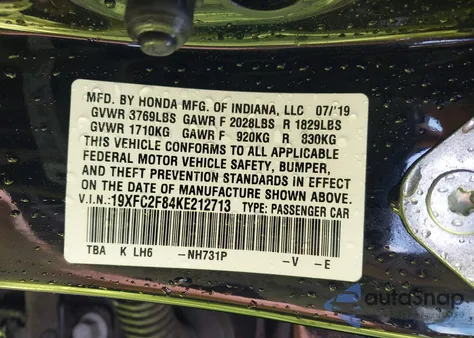 MFD. BY HONDA MFG. OF INDIANA, LLC 07/'19
GVWR 3769LBS GAWR F 2028LBS R 1829LBS
GVWR 1710KG GAWR F 920KG R 830KG
THIS VEHICLE CONFORMS TO ALL APPLICABLE
FEDERAL MOTOR VEHICLE SAFETY, BUMPER,
AND THEFT PREVENTION STANDARDS IN EFFECT
ON THE DATE OF MANUFACTURE SHOWN ABOVE.
V.I.N.: 19XFC2F84KE212713 TYPE: PASSENGER CAR
TBA K LH6 -NH731P -V -E
autoSnap